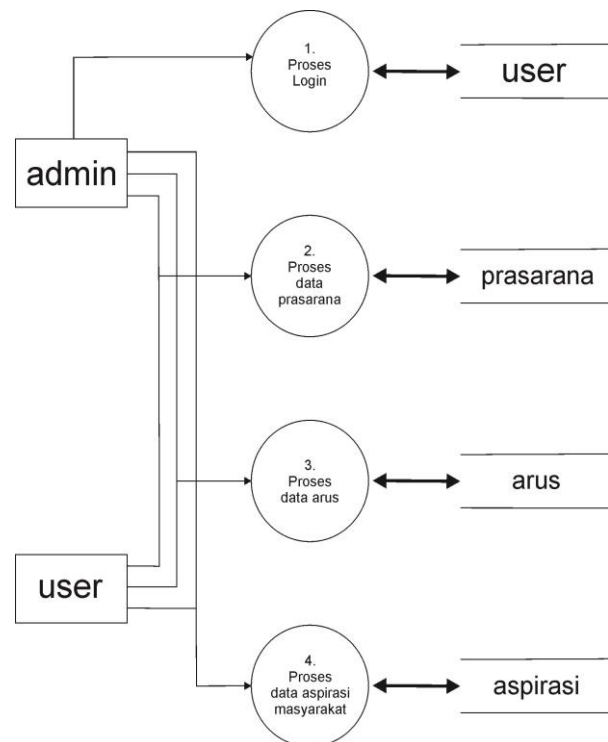 1.
Proses
Login
user
admin
2.
Proses
data
prasarana
prasarana
3.
Proses
data arus
arus
user
4.
Proses
data aspirasi
masyarakat
aspirasi